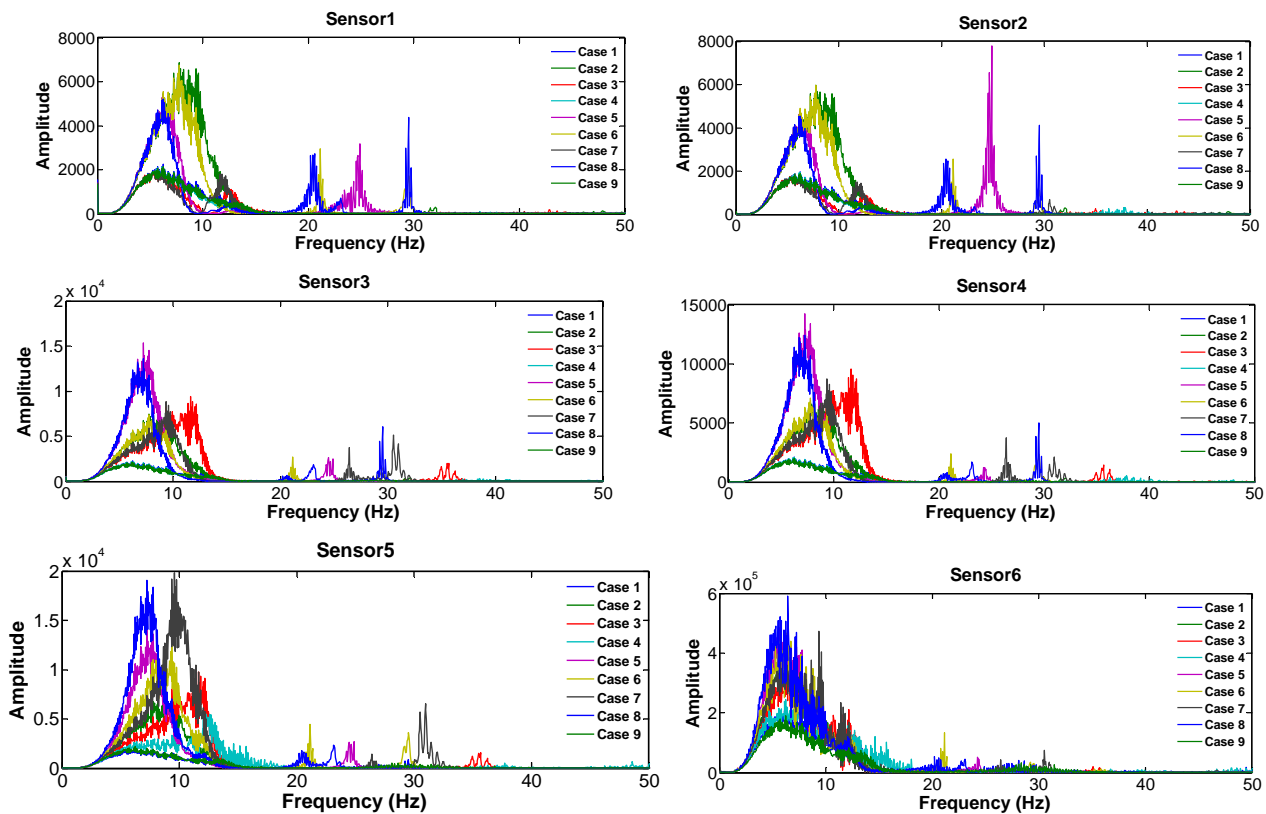 Sensor1
8000
6000
4000
2000
0
0 10 20 30 40 50
Amplitude
Frequency (Hz)
Case 1
Case 2
Case 3
Case 4
Case 5
Case 6
Case 7
Case 8
Case 9
Sensor2
8000
6000
4000
2000
0
0 10 20 30 40 50
Amplitude
Frequency (Hz)
Case 1
Case 2
Case 3
Case 4
Case 5
Case 6
Case 7
Case 8
Case 9
Sensor3
x 10⁴
2
1.5
1
0.5
0
0 10 20 30 40 50
Amplitude
Frequency (Hz)
Case 1
Case 2
Case 3
Case 4
Case 5
Case 6
Case 7
Case 8
Case 9
Sensor4
15000
10000
5000
0
0 10 20 30 40 50
Amplitude
Frequency (Hz)
Case 1
Case 2
Case 3
Case 4
Case 5
Case 6
Case 7
Case 8
Case 9
Sensor5
x 10⁴
2
1.5
1
0.5
0
0 10 20 30 40 50
Amplitude
Frequency (Hz)
Case 1
Case 2
Case 3
Case 4
Case 5
Case 6
Case 7
Case 8
Case 9
Sensor6
x 10⁵
6
4
2
0
0 10 20 30 40 50
Amplitude
Frequency (Hz)
Case 1
Case 2
Case 3
Case 4
Case 5
Case 6
Case 7
Case 8
Case 9